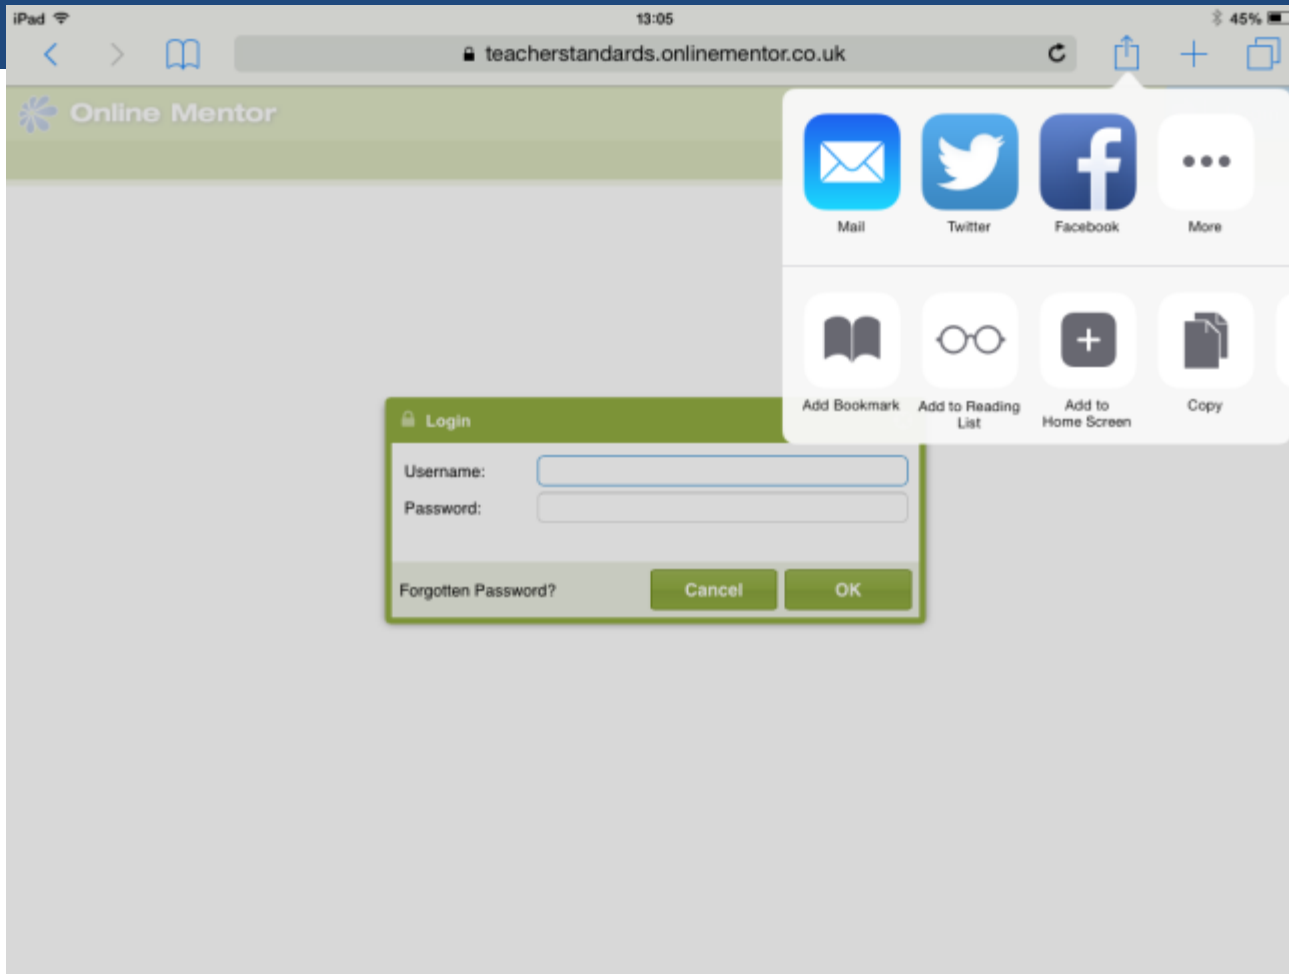 iPad
13:05
45%
teacherstandards.onlinementor.co.uk
Online Mentor
Mail
Twitter
Facebook
More
Add Bookmark
Add to Reading
List
Add to
Home Screen
Copy
Login
Username:
Password:
Forgotten Password?
Cancel
OK